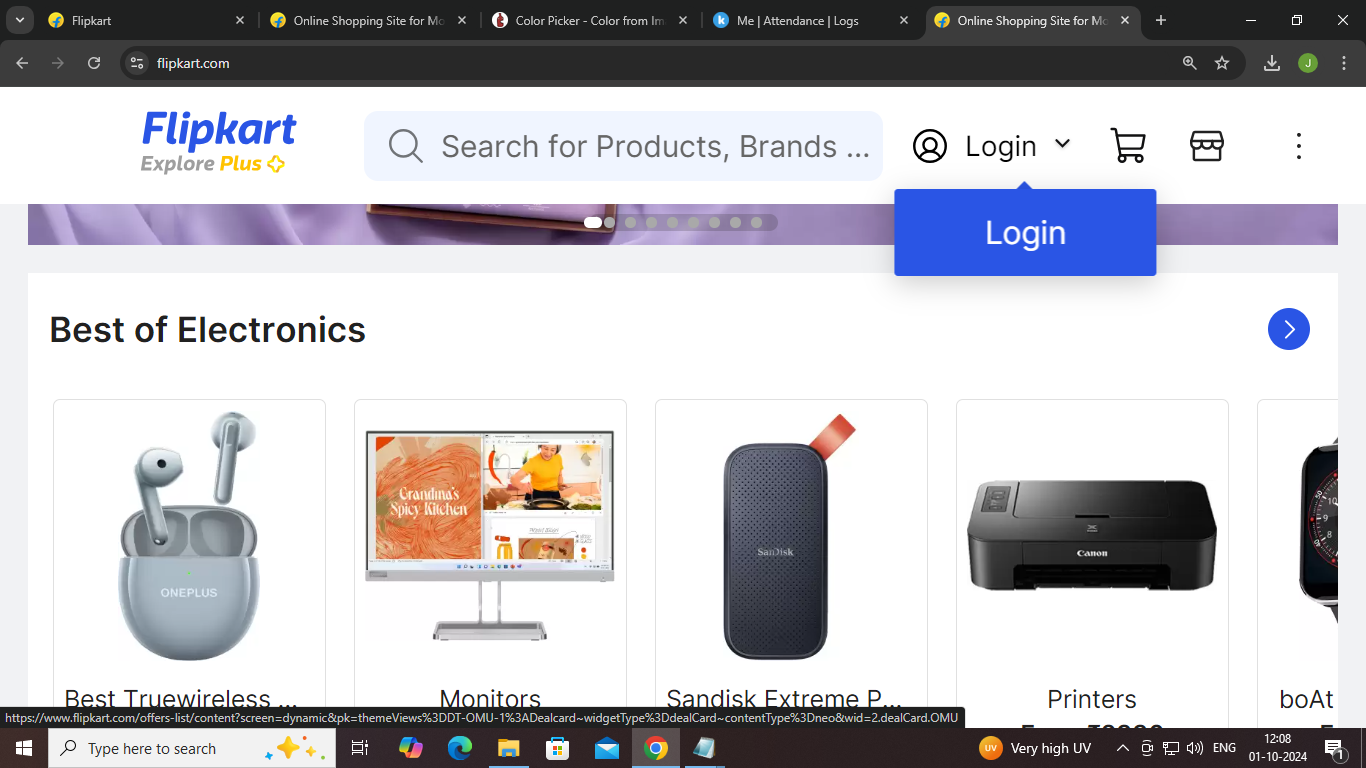 Flipkart
Online Shopping Site for Mo
Color Picker - Color from Im
Me | Attendance | Logs
Online Shopping Site for Mo
flipkart.com
J
Flipkart
Explore Plus
Search for Products, Brands ...
Login
Login
Best of Electronics
ONEPLUS
Grandma's
Spicy Kitchen
SanDisk
Canon
Best Truewireless ...
Monitors
Sandisk Extreme P...
Printers
boAt
https://www.flipkart.com/offers-list/content?screen=dynamic&pk=themeViews%3DDT-OMU-1%3ADealcard~widgetType%3DdealCard~contentType%3Dneo&wid=2.dealCard.OMU
Type here to search
UV
Very high UV
ENG
12:08
01-10-2024
1